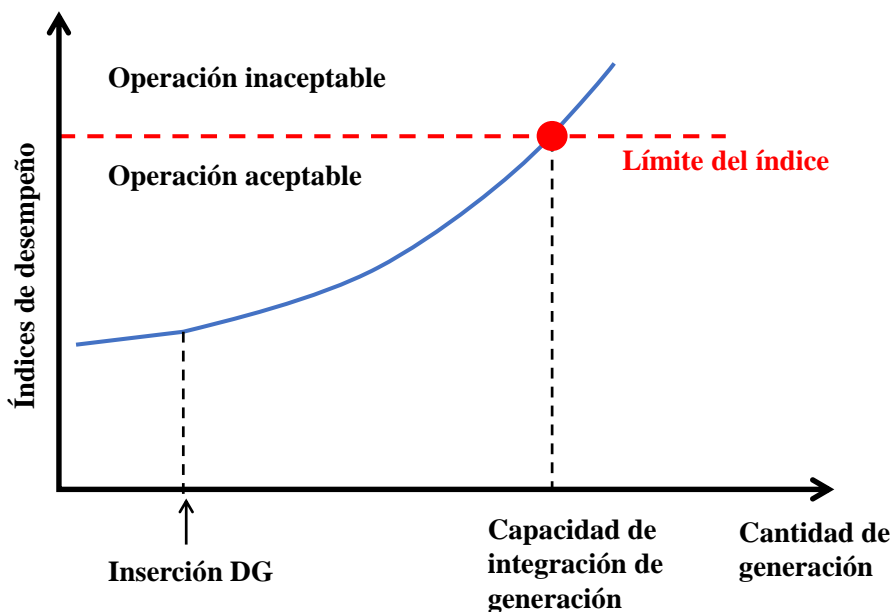 Operación inaceptable
Límite del índice
Operación aceptable
Índices de desempeño
Inserción DG
Capacidad de
integración de
generación
Cantidad de
generación